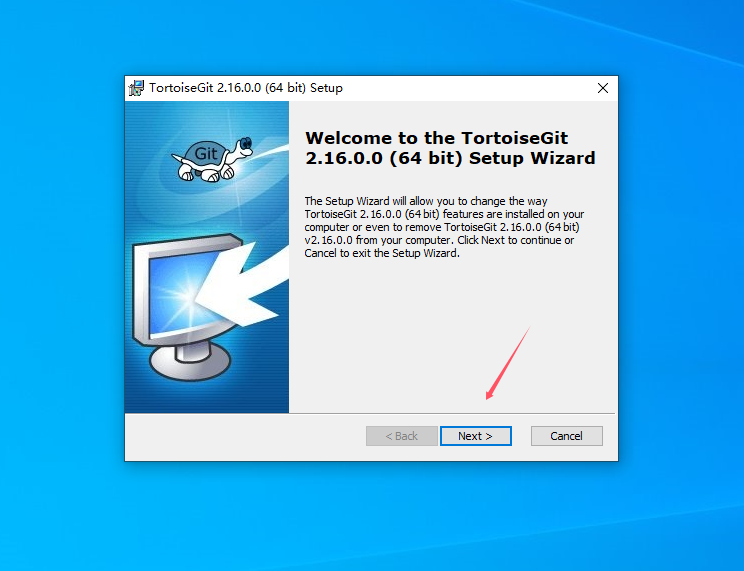 TortoiseGit 2.16.0.0 (64 bit) Setup
Git
Welcome to the TortoiseGit
2.16.0.0 (64 bit) Setup Wizard
The Setup Wizard will allow you to change the way
TortoiseGit 2.16.0.0 (64 bit) features are installed on your
computer or even to remove TortoiseGit 2.16.0.0 (64 bit)
v2.16.0.0 from your computer. Click Next to continue or
Cancel to exit the Setup Wizard.
< Back
Next >
Cancel